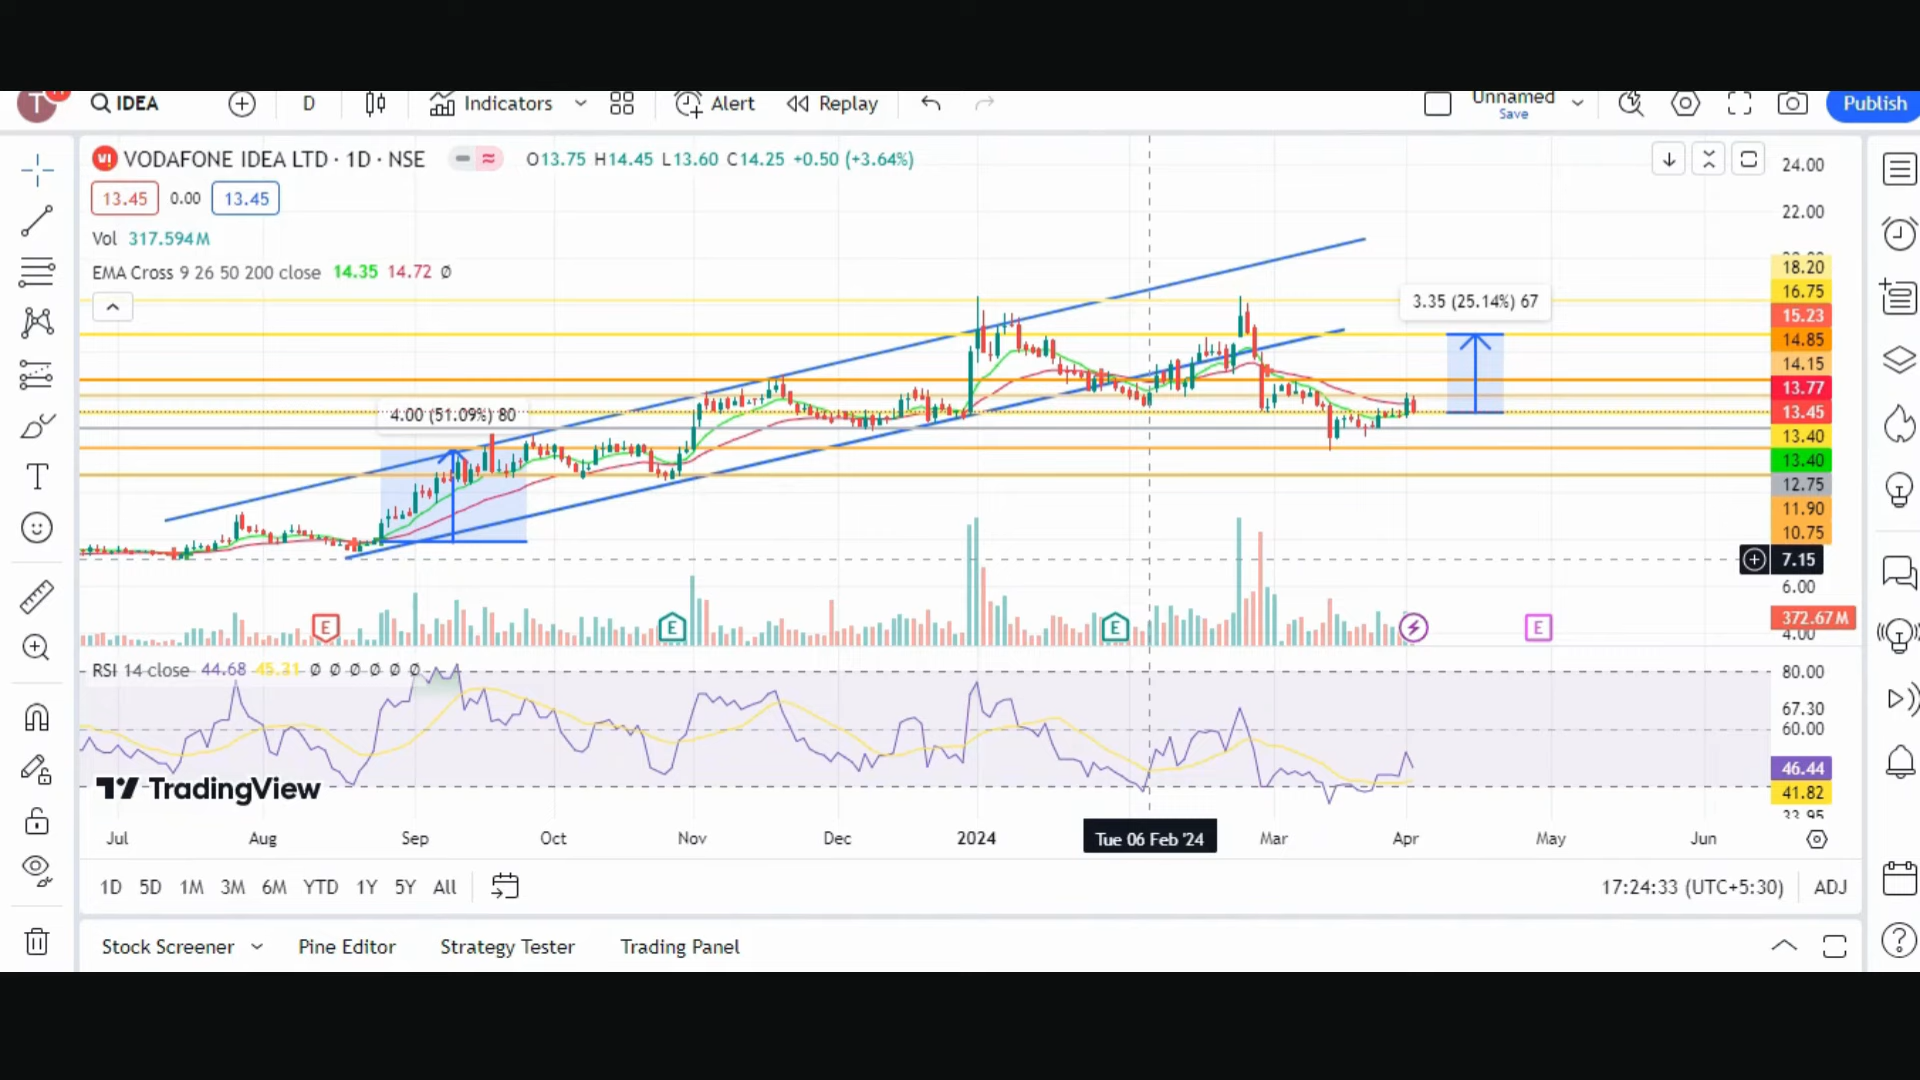 T
IDEA
D
Indicators
Alert
Replay
Unnamed
Save
Publish
VODAFONE IDEA LTD · 1D · NSE
O13.75 H14.45 L13.60 C14.25 +0.50 (+3.64%)
13.45 0.00 13.45
Vol 317.594M
EMA Cross 9 26 50 200 close 14.35 14.72 Ø
24.00
22.00
18.20
16.75
15.23
14.85
14.15
13.77
13.45
13.40
13.40
12.75
11.90
10.75
7.15
6.00
372.67M
4.00
3.35 (25.14%) 67
4.00 (51.09%) 80
E
E
E
E
RSI 14 close 44.68 45.31 Ø Ø Ø Ø Ø Ø
80.00
67.30
60.00
46.44
41.82
33.95
TradingView
Jul Aug Sep Oct Nov Dec 2024 Tue 06 Feb '24 Mar Apr May Jun
1D 5D 1M 3M 6M YTD 1Y 5Y All
17:24:33 (UTC+5:30) ADJ
Stock Screener Pine Editor Strategy Tester Trading Panel